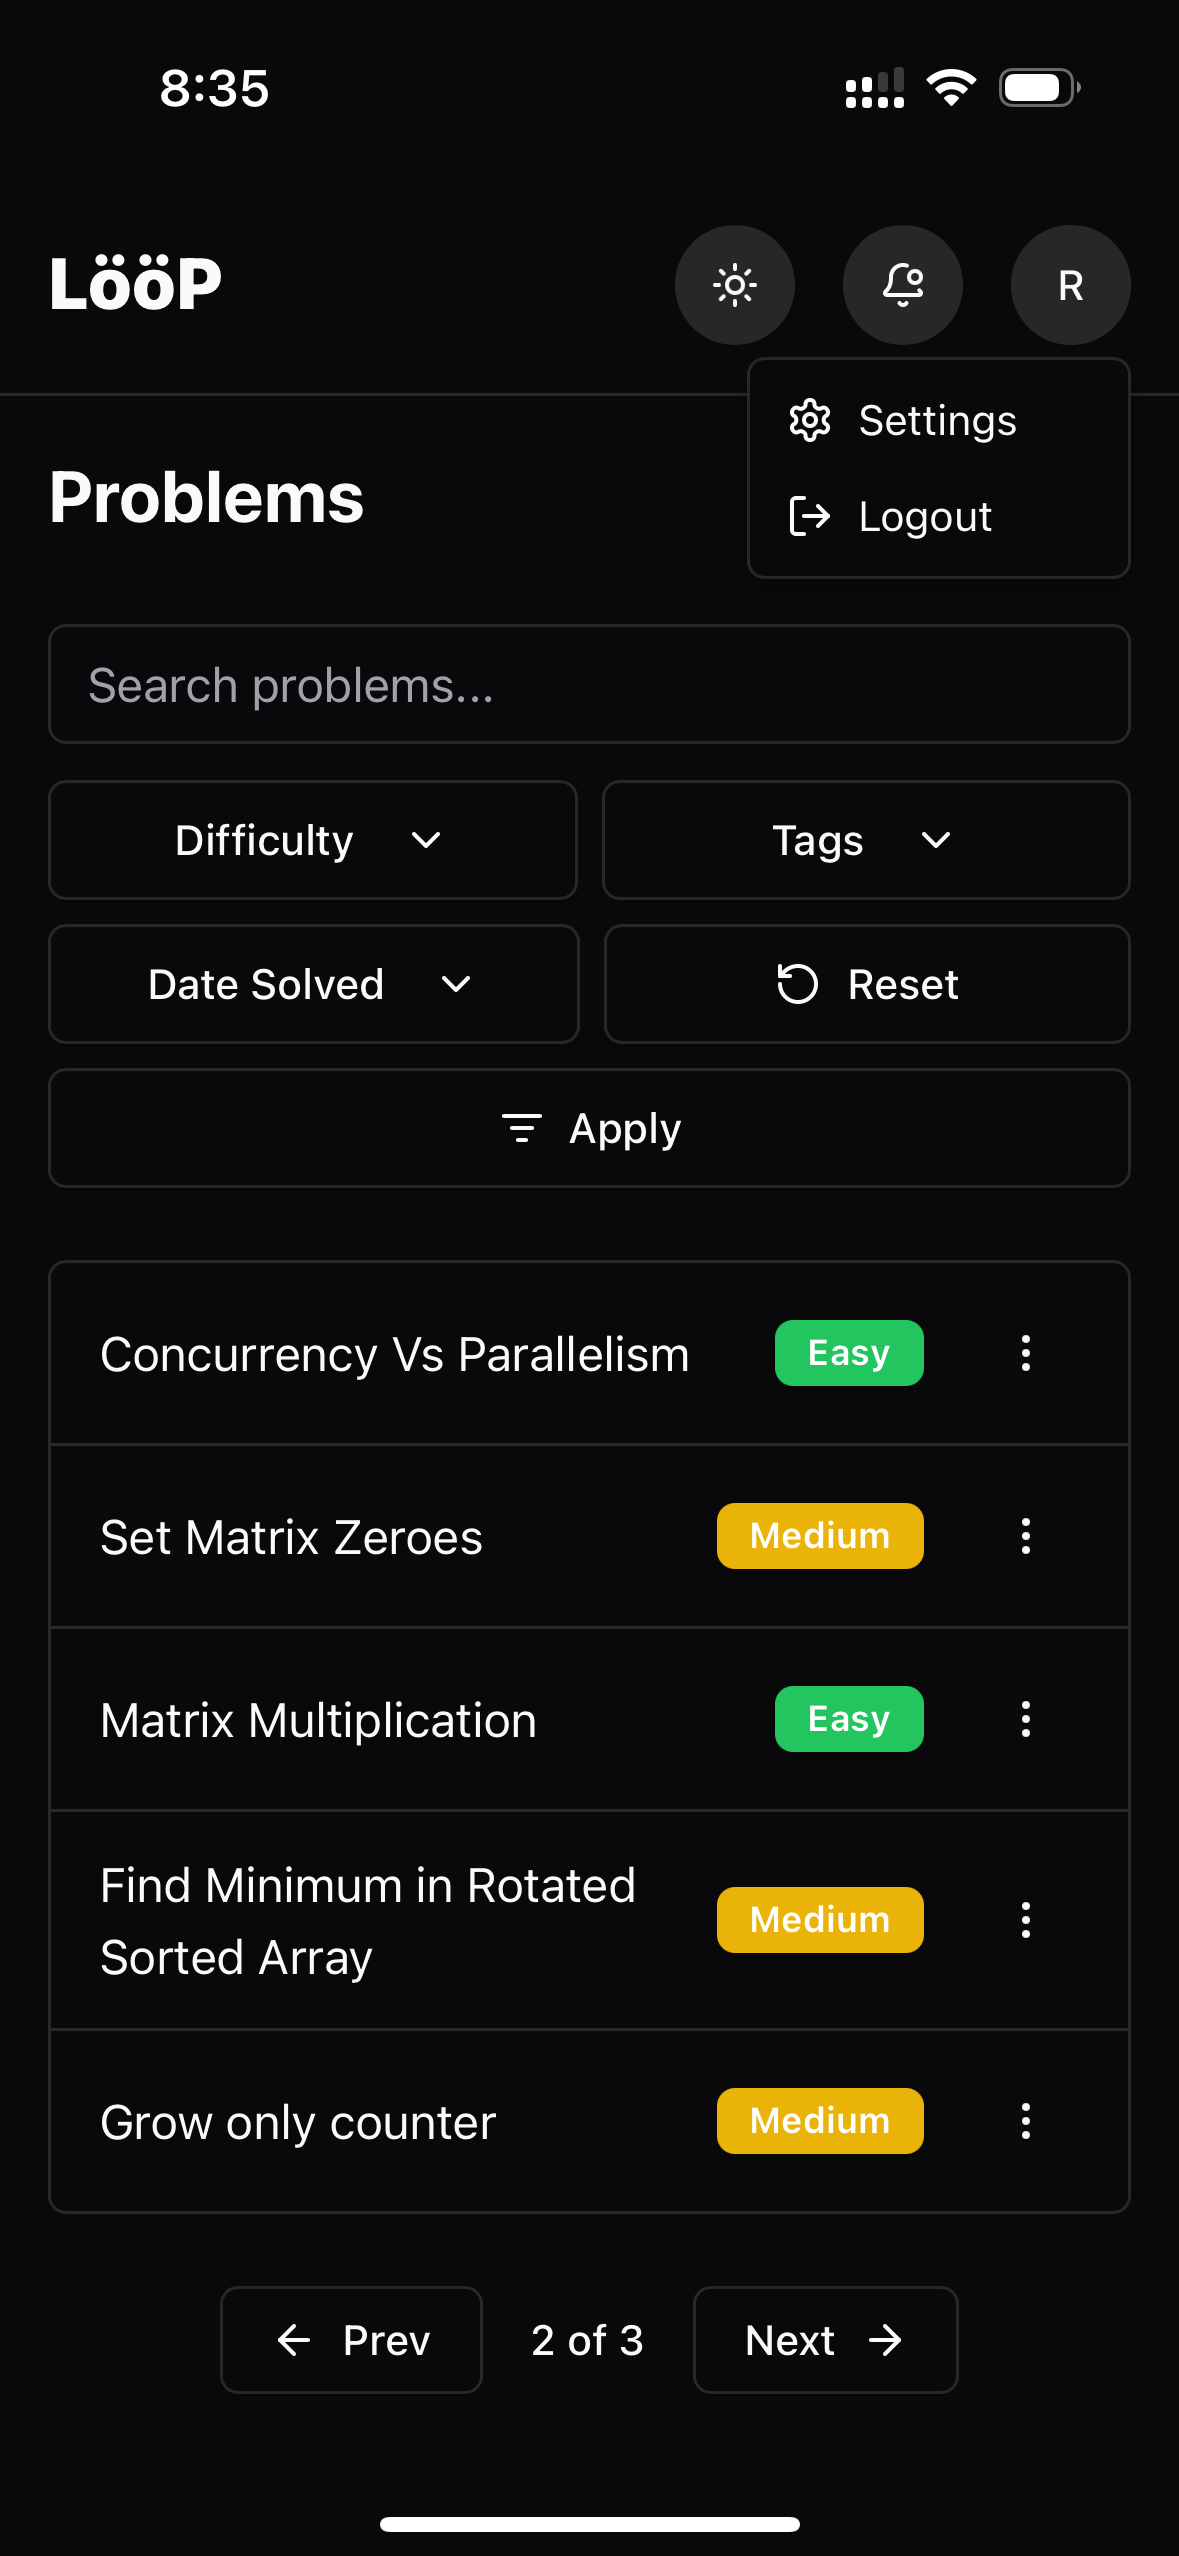 8:35
LööP
R
Settings
Logout
Problems
Search problems...
Difficulty
Tags
Date Solved
Reset
Apply
Concurrency Vs Parallelism
Easy
Set Matrix Zeroes
Medium
Matrix Multiplication
Easy
Find Minimum in Rotated
Sorted Array
Medium
Grow only counter
Medium
Prev
2 of 3
Next